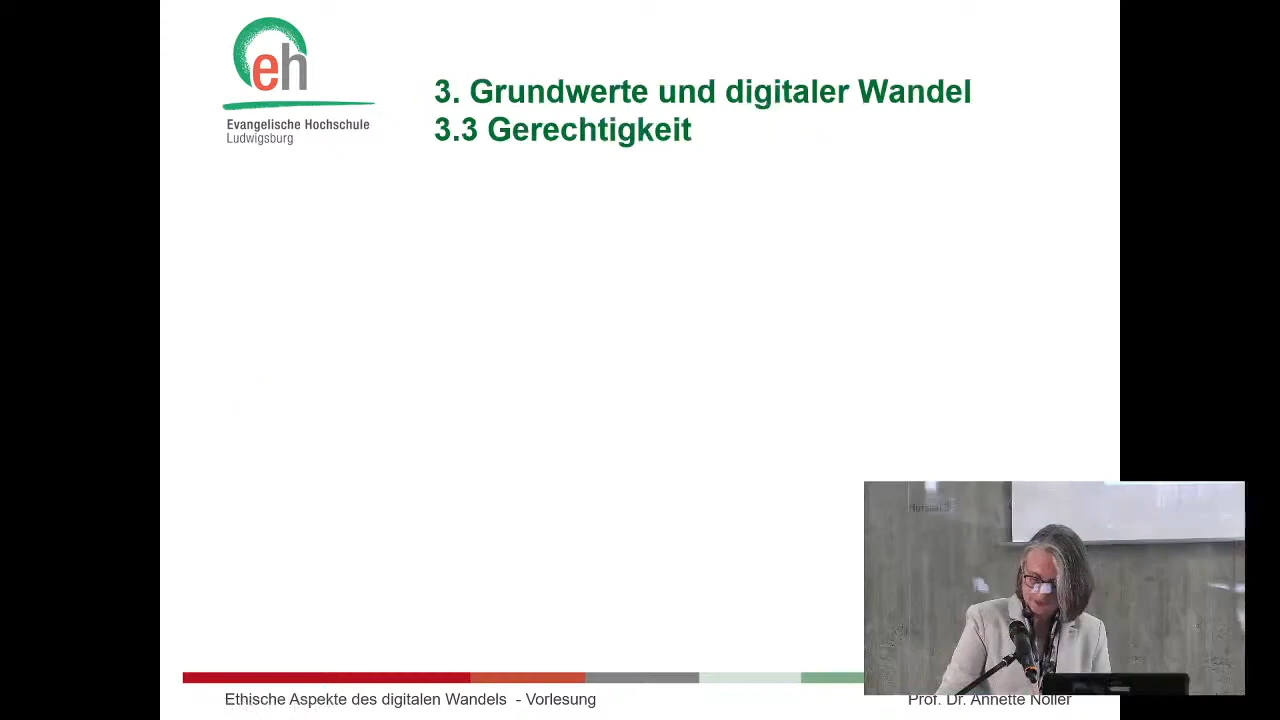 eh
Evangelische Hochschule
Ludwigsburg
3. Grundwerte und digitaler Wandel
3.3 Gerechtigkeit
Ethische Aspekte des digitalen Wandels - Vorlesung
Prof. Dr. Annette Noller